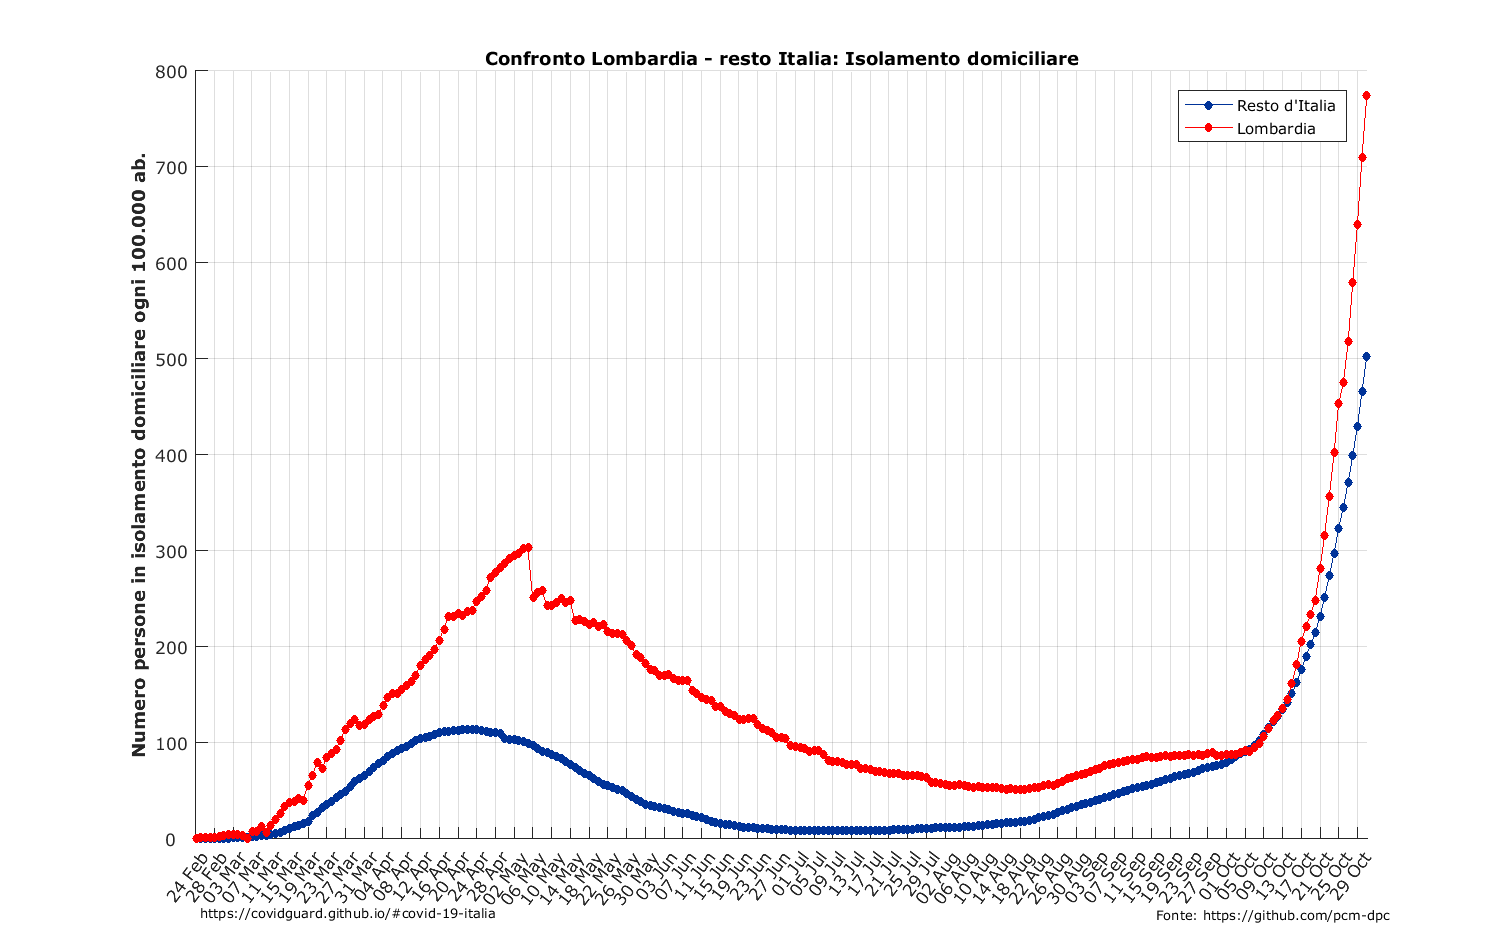 Confronto Lombardia - resto Italia: Isolamento domiciliare
Numero persone in isolamento domiciliare ogni 100.000 ab.
800
700
600
500
400
300
200
100
0
Resto d'Italia
Lombardia
24 Feb
28 Feb
03 Mar
07 Mar
11 Mar
15 Mar
19 Mar
23 Mar
27 Mar
31 Mar
04 Apr
08 Apr
12 Apr
16 Apr
20 Apr
24 Apr
28 Apr
02 May
06 May
10 May
14 May
18 May
22 May
26 May
30 May
03 Jun
07 Jun
11 Jun
15 Jun
19 Jun
23 Jun
27 Jun
01 Jul
05 Jul
09 Jul
13 Jul
17 Jul
21 Jul
25 Jul
29 Jul
02 Aug
06 Aug
10 Aug
14 Aug
18 Aug
22 Aug
26 Aug
30 Aug
03 Sep
07 Sep
11 Sep
15 Sep
19 Sep
23 Sep
27 Sep
01 Oct
05 Oct
09 Oct
13 Oct
17 Oct
21 Oct
25 Oct
29 Oct
https://covidguard.github.io/#covid-19-italia
Fonte: https://github.com/pcm-dpc